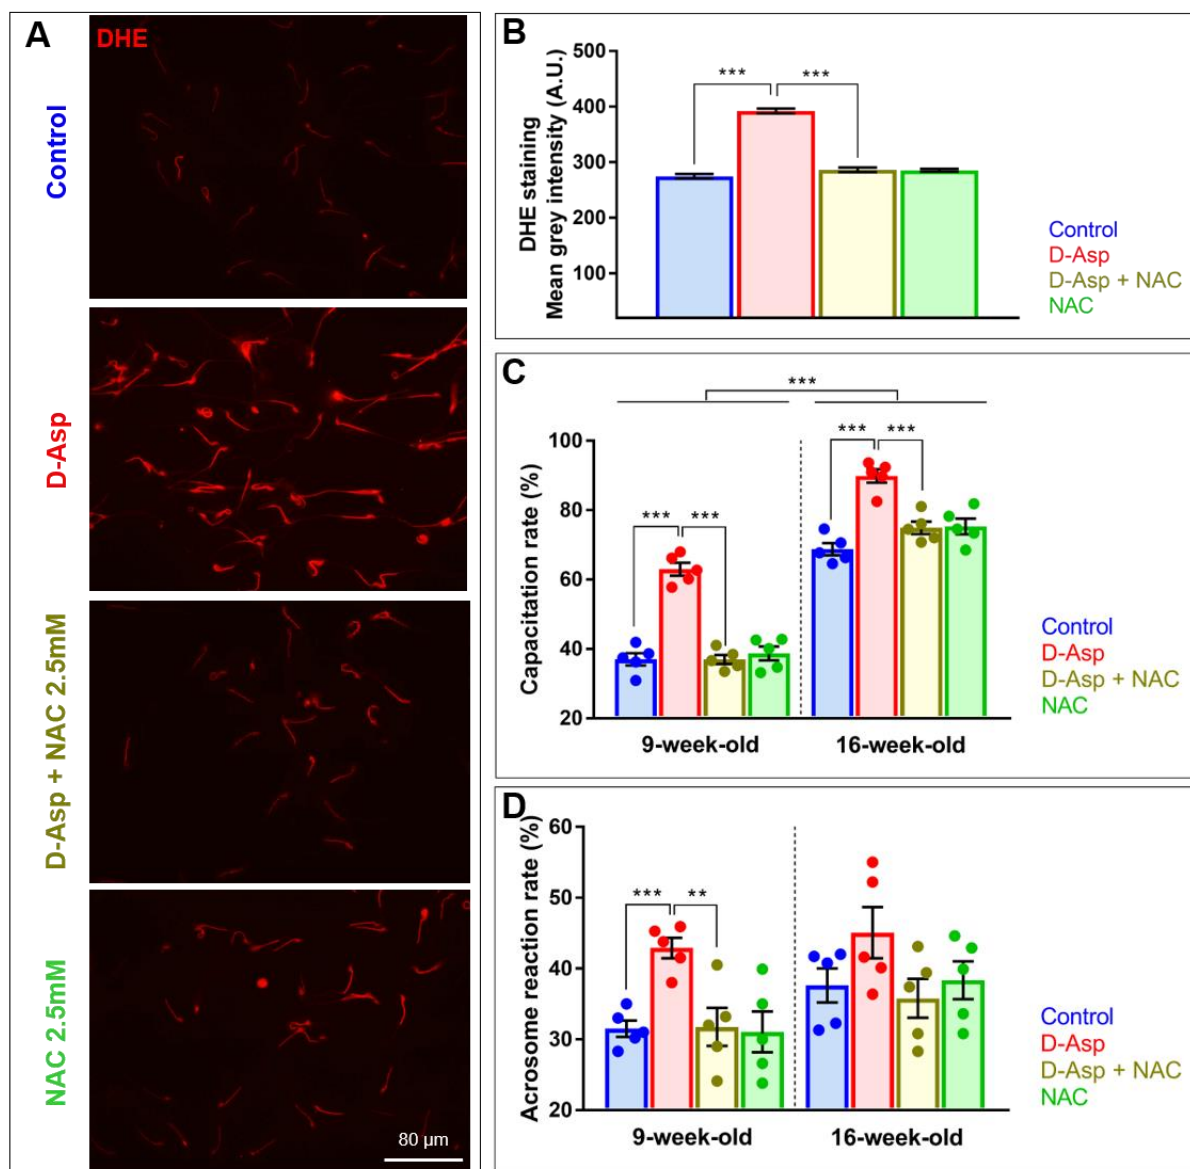 A
DHE
Control
D-Asp
D-Asp + NAC 2.5mM
NAC 2.5mM
80 µm
B
DHE staining
Mean grey intensity (A.U.)
500
400
300
200
100
***
***
Control
D-Asp
D-Asp + NAC
NAC
C
***
Capacitation rate (%)
100
80
60
40
20
***
***
***
***
9-week-old
16-week-old
Control
D-Asp
D-Asp + NAC
NAC
D
Acrosome reaction rate (%)
60
50
40
30
20
***
**
9-week-old
16-week-old
Control
D-Asp
D-Asp + NAC
NAC